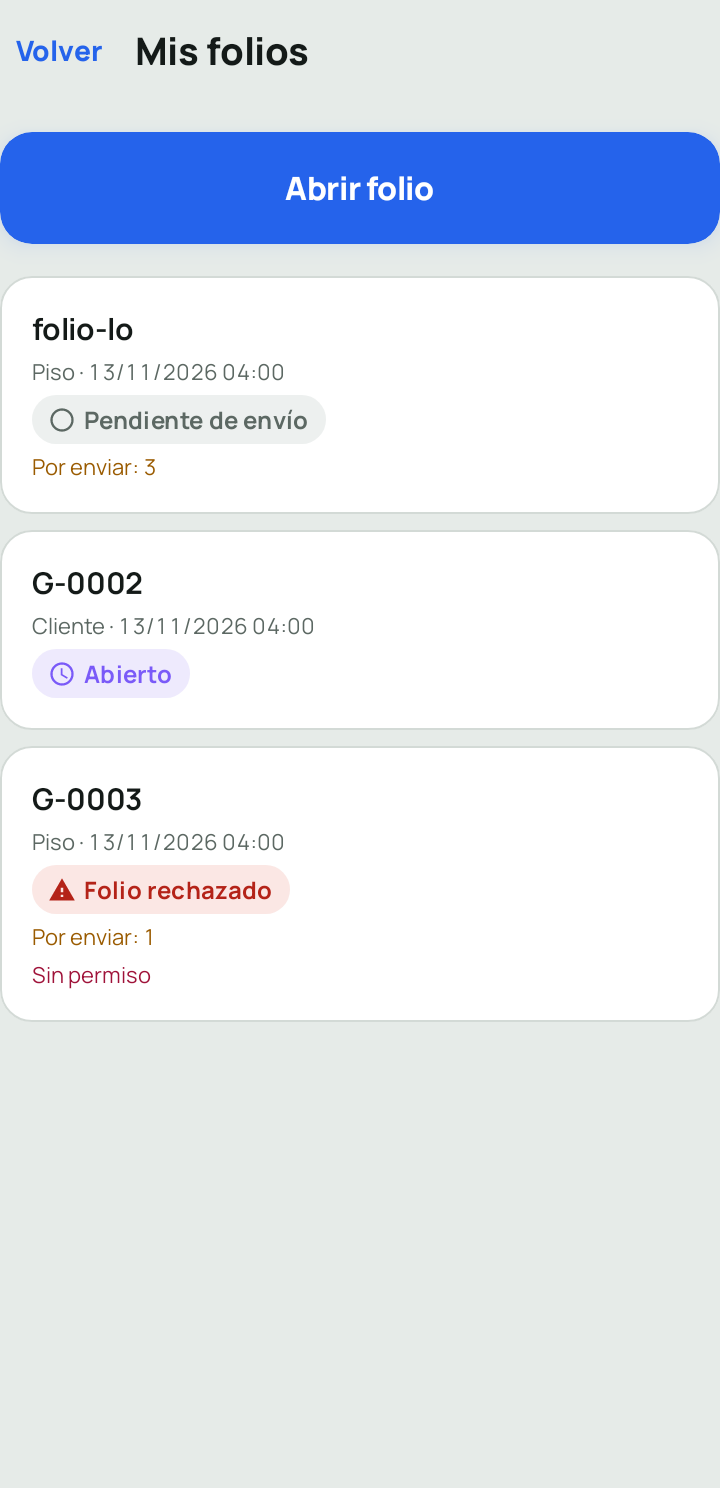 Volver
Mis folios
Abrir folio
folio-lo
Piso · 13/11/2026 04:00
Pendiente de envío
Por enviar: 3
G-0002
Cliente · 13/11/2026 04:00
Abierto
G-0003
Piso · 13/11/2026 04:00
Folio rechazado
Por enviar: 1
Sin permiso